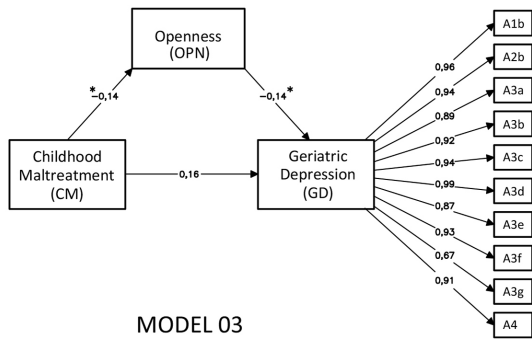 Openness
(OPN)
*-0,14
-0,14*
Childhood
Maltreatment
(CM)
0,16
Geriatric
Depression
(GD)
0,96
0,94
0,89
0,92
0,94
0,99
0,87
0,93
0,67
0,91
A1b
A2b
A3a
A3b
A3c
A3d
A3e
A3f
A3g
A4
MODEL 03